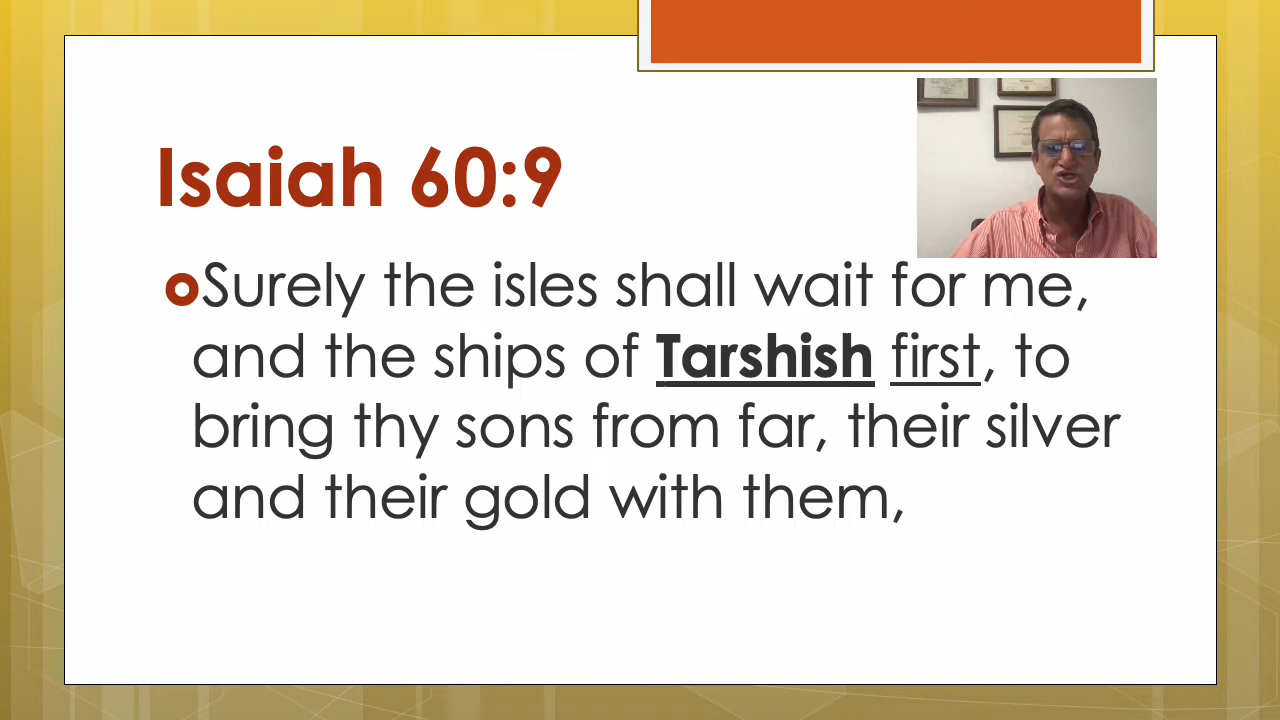 Isaiah 60:9
Surely the isles shall wait for me,
and the ships of Tarshish first, to
bring thy sons from far, their silver
and their gold with them,